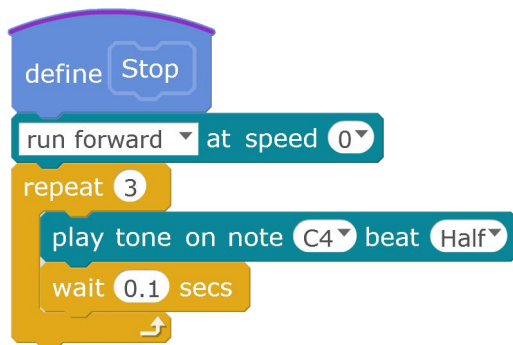 define Stop
run forward at speed 0
repeat 3
play tone on note C4 beat Half
wait 0.1 secs